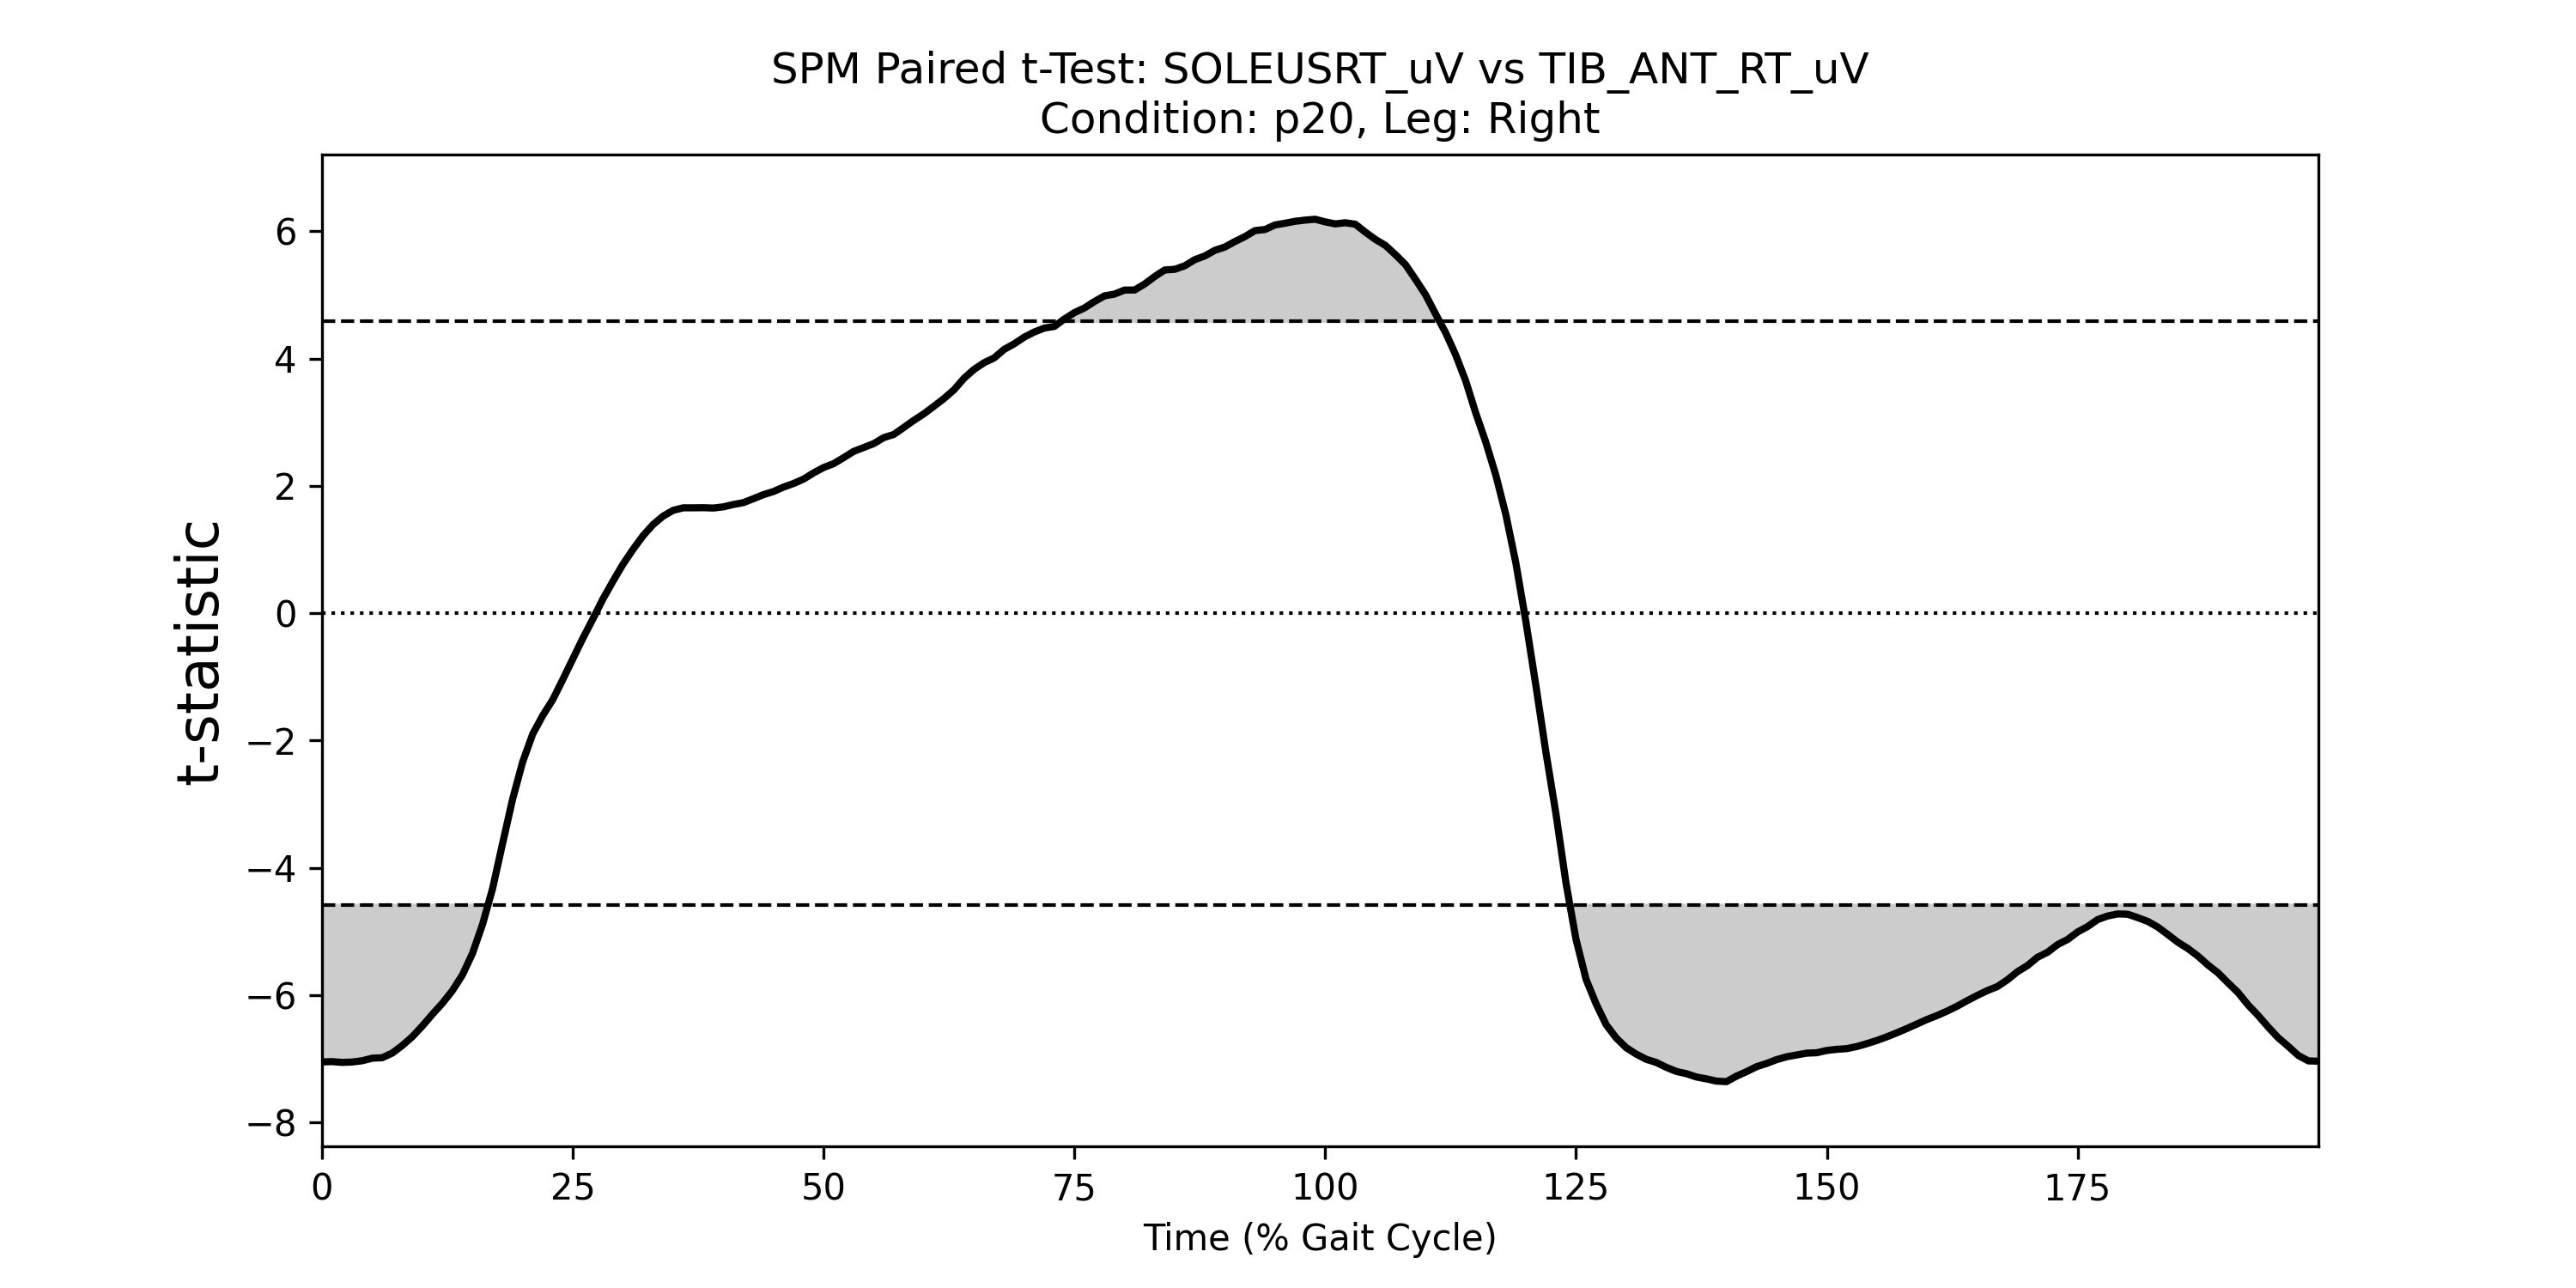 SPM Paired t-Test: SOLEUSRT_uV vs TIB_ANT_RT_uV
Condition: p20, Leg: Right
t-statistic
6
4
2
0
−2
−4
−6
−8
0 25 50 75 100 125 150 175
Time (% Gait Cycle)